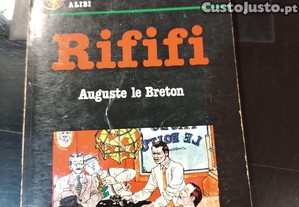 CustoJusto.pt
ALIBI
Rififi
Auguste le Breton